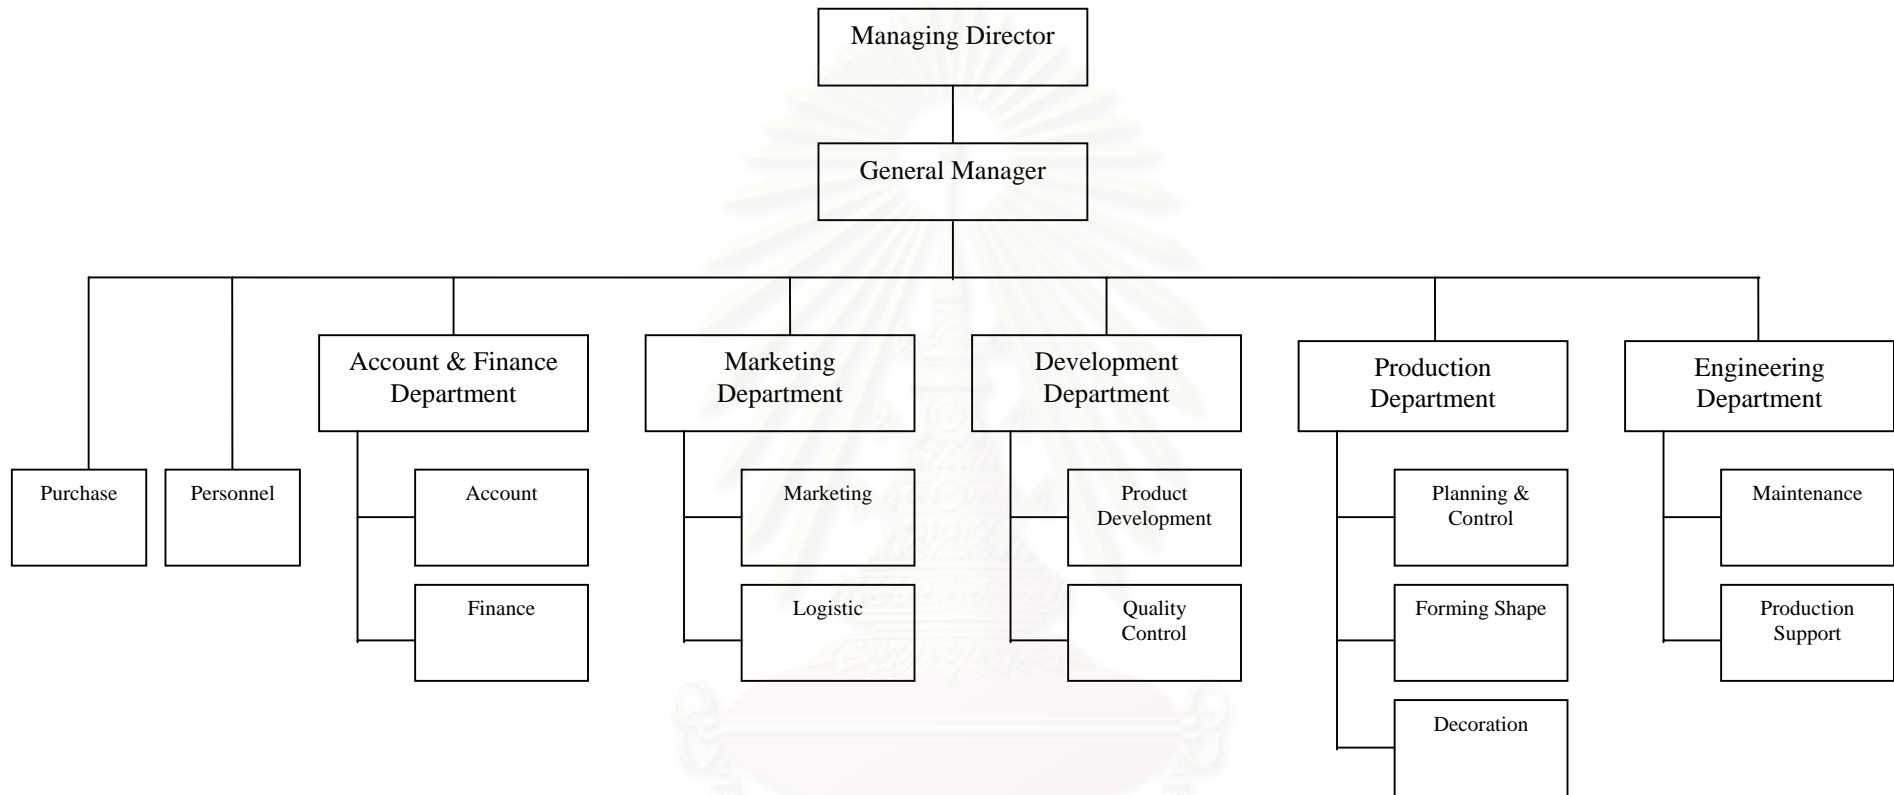 Managing Director
General Manager
Account & Finance
Department
Marketing
Department
Development
Department
Production
Department
Engineering
Department
Purchase
Personnel
Account
Finance
Marketing
Logistic
Product
Development
Quality
Control
Planning &
Control
Forming Shape
Decoration
Maintenance
Production
Support